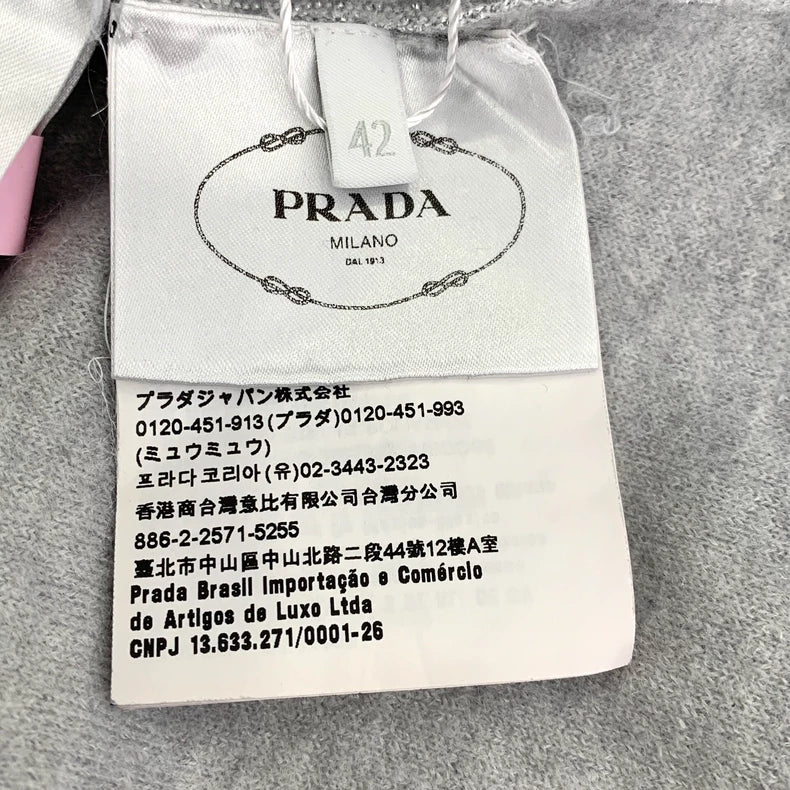 42
PRADA
MILANO
DAL 1913
プラダジャパン株式会社
0120-451-913(プラダ)0120-451-993
(ミュウミュウ)
프라다코리아(유)02-3443-2323
香港商台灣意比有限公司台灣分公司
886-2-2571-5255
臺北市中山區中山北路二段44號12樓A室
Prada Brasil Importação e Comércio
de Artigos de Luxo Ltda
CNPJ 13.633.271/0001-26